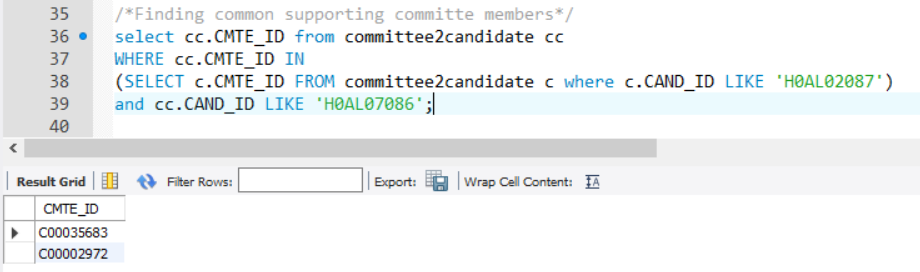 35 /*Finding common supporting committe members*/
36 select cc.CMTE_ID from committee2candidate cc
37 WHERE cc.CMTE_ID IN
38 (SELECT c.CMTE_ID FROM committee2candidate c where c.CAND_ID LIKE 'H0AL02087')
39 and cc.CAND_ID LIKE 'H0AL07086';
40
Result Grid Filter Rows: Export: Wrap Cell Content: IA
CMTE_ID
C00035683
C00002972